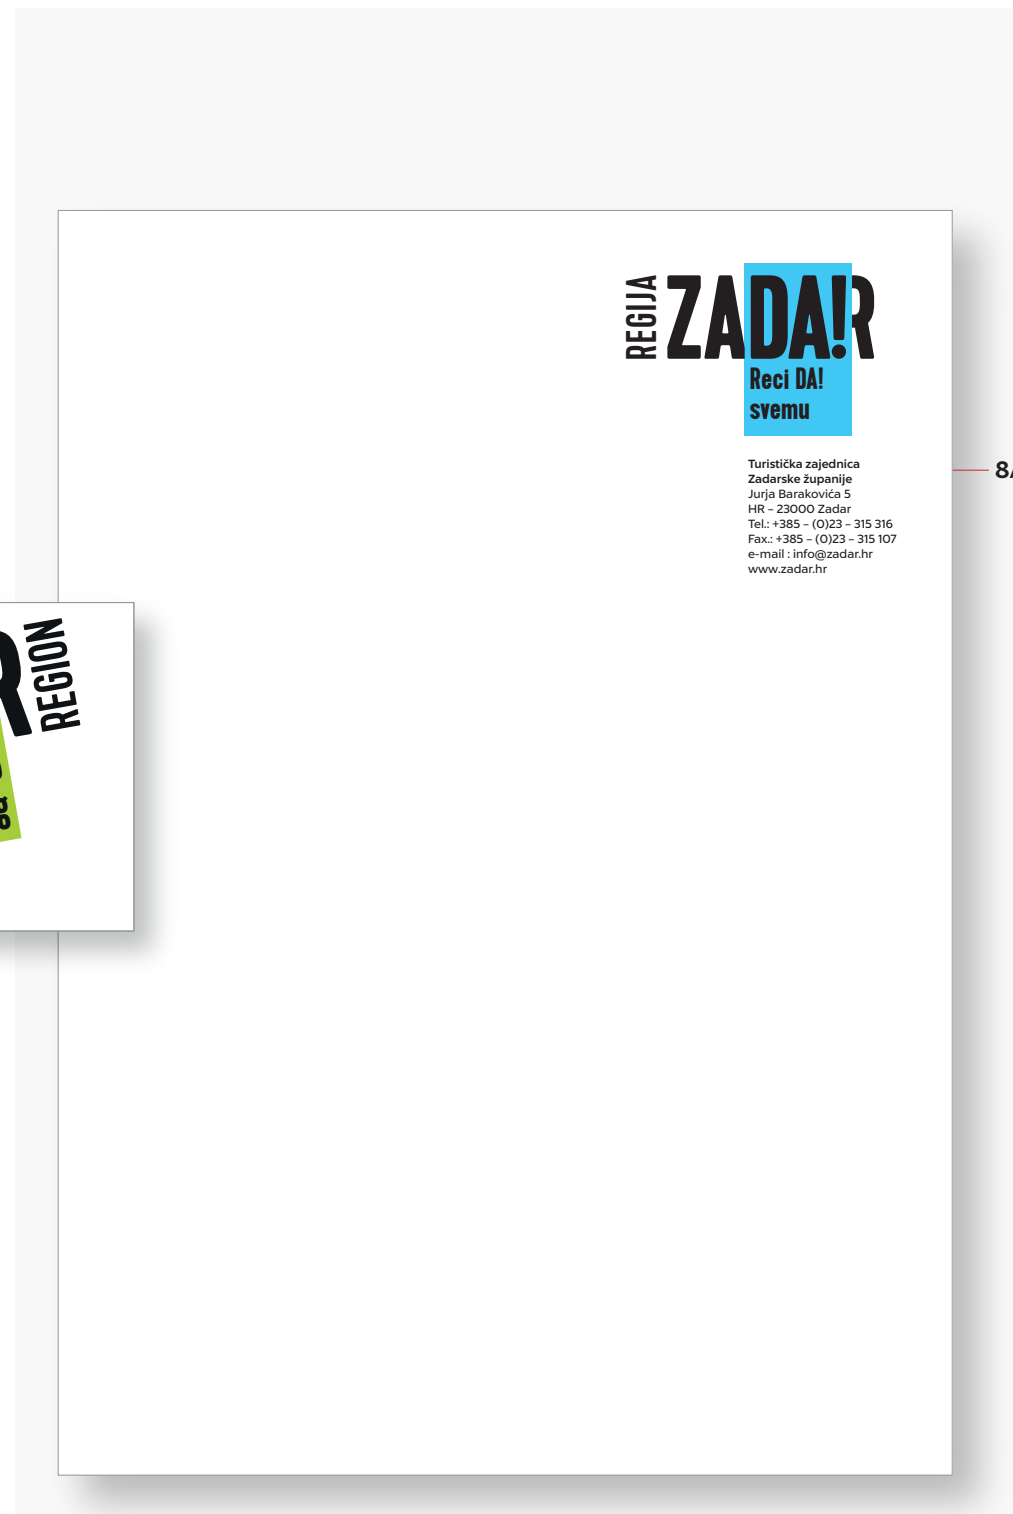 REGIJA
ZADA!R
Reci DA!
svemu
Turistička zajednica
Zadarske županije
Jurja Barakovića 5
HR – 23000 Zadar
Tel.: +385 – (0)23 – 315 316
Fax.: +385 – (0)23 – 315 107
e-mail : info@zadar.hr
www.zadar.hr
REGION